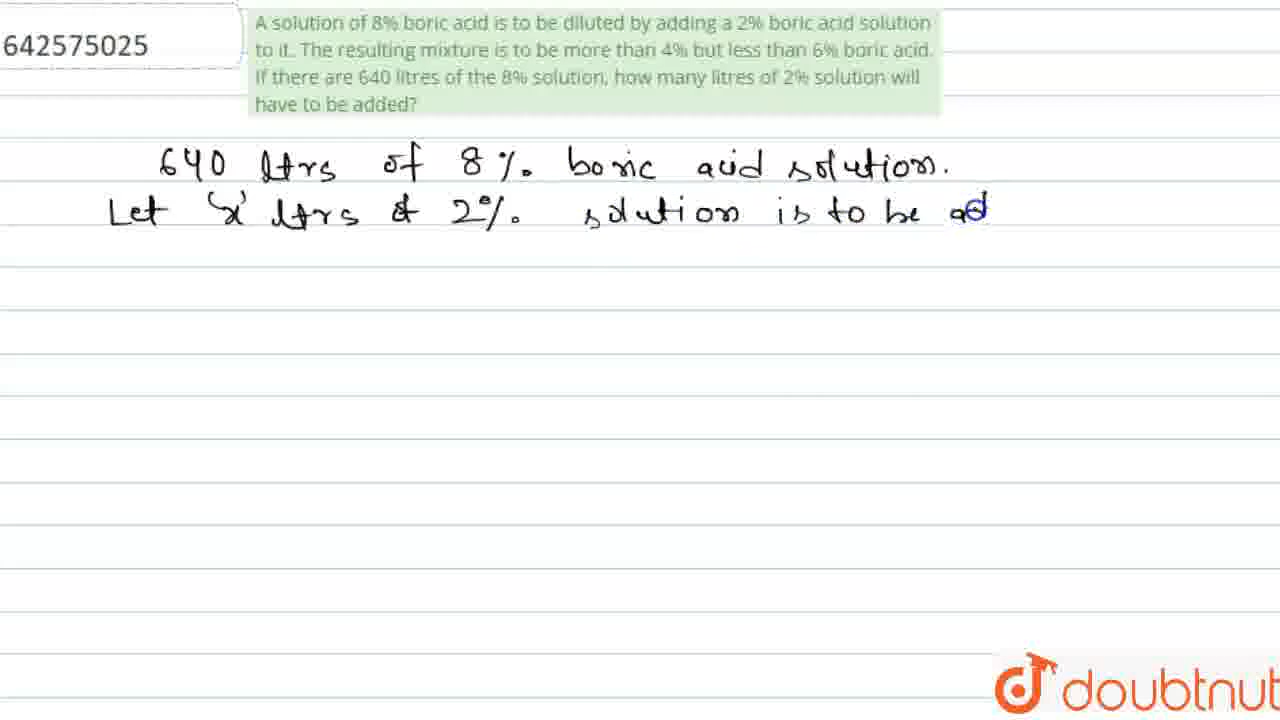 642575025
A solution of 8% boric acid is to be diluted by adding a 2% boric acid solution
to it. The resulting mixture is to be more than 4% but less than 6% boric acid.
If there are 640 litres of the 8% solution, how many litres of 2% solution will
have to be added?
640 ltrs of 8%. boric acid solution.
Let 'x' ltrs of 2%. solution is to be ad
doubtnut